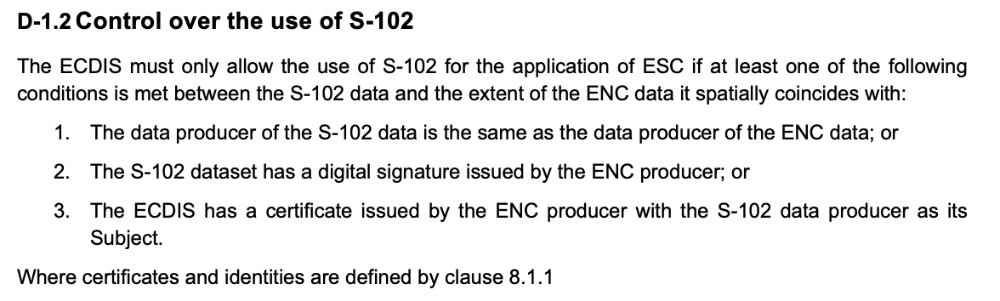 D-1.2 Control over the use of S-102
The ECDIS must only allow the use of S-102 for the application of ESC if at least one of the following
conditions is met between the S-102 data and the extent of the ENC data it spatially coincides with:
1. The data producer of the S-102 data is the same as the data producer of the ENC data; or
2. The S-102 dataset has a digital signature issued by the ENC producer; or
3. The ECDIS has a certificate issued by the ENC producer with the S-102 data producer as its
Subject.
Where certificates and identities are defined by clause 8.1.1